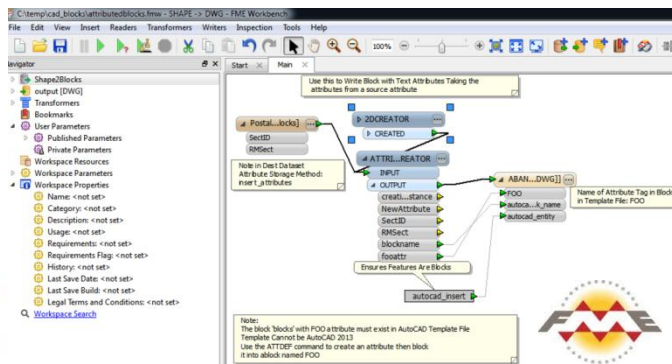 C:\temp\cad_blocks\attributedblocks.fmw - SHAPE -> DWG - FME Workbench
File Edit View Insert Readers Transformers Writers Inspection Tools Help
100%
Navigator
Start
Main
Shape2Blocks
output [DWG]
Transformers
Bookmarks
User Parameters
Published Parameters
Private Parameters
Workspace Resources
Workspace Parameters
Workspace Properties
Name: <not set>
Category: <not set>
Description: <not set>
Usage: <not set>
Requirements: <not set>
Requirements Flag: <not set>
History: <not set>
Last Save Date: <not set>
Last Save Build: <not set>
Legal Terms and Conditions: <not set>
Workspace Search
Use this to Write Block with Text Attributes Taking the
attributes from a source attribute
Postal...locks]
SectID
RMSect
Note in Dest Dataset
Attribute Storage Method:
insert_attributes
2DCREATOR
CREATED
ATTRI...REATOR
INPUT
OUTPUT
creati...stance
NewAttribute
SectID
RMSect
blockname
fooattr
Ensures Features Are Blocks
autocad_insert
ABAN...DWG]]
FOO
autoca...k_name
autocad_entity
Name of Attribute Tag in Block
in Template File: FOO
Note:
The block 'blocks' with FOO attribute must exist in AutoCAD Template File
Template Cannot be AutoCAD 2013
Use the ATTDEF command to create an attribute then block
it into ablock named FOO
FME